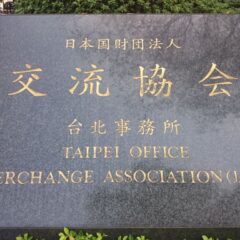 日本国財団法人
交流協会
台北事務所
TAIPEI OFFICE
ERCHANGE ASSOCIATION (J